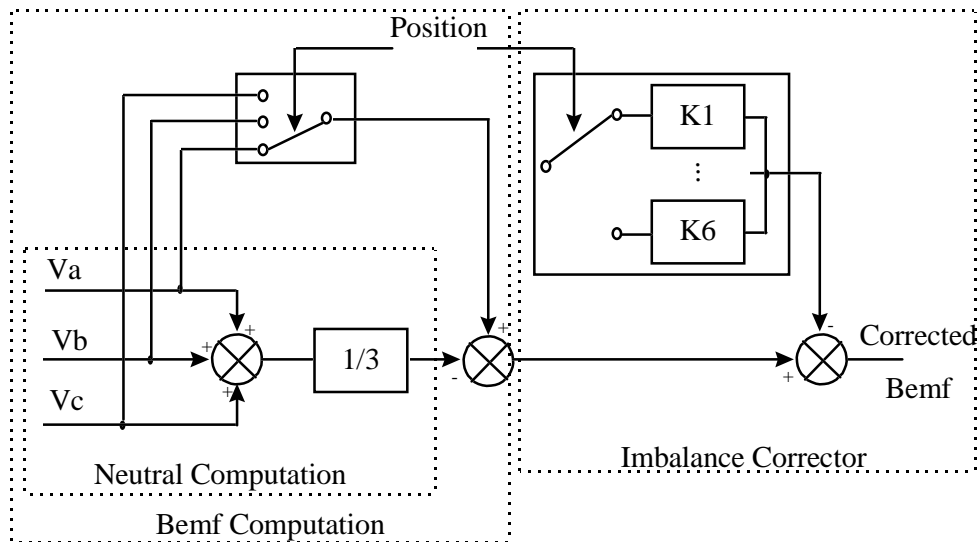 Position
K1
⋮
K6
Va
+
+
-
Vb
+
1/3
+
-
+
Corrected
Bemf
Vc
Neutral Computation
Imbalance Corrector
Bemf Computation